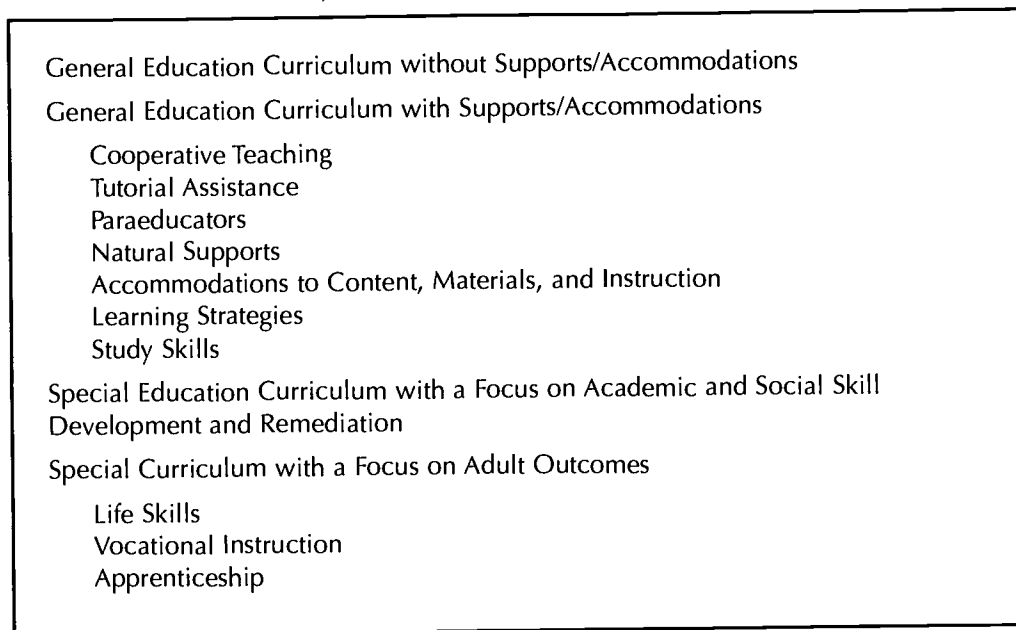 General Education Curriculum without Supports/Accommodations
General Education Curriculum with Supports/Accommodations
Cooperative Teaching
Tutorial Assistance
Paraeducators
Natural Supports
Accommodations to Content, Materials, and Instruction
Learning Strategies
Study Skills
Special Education Curriculum with a Focus on Academic and Social Skill
Development and Remediation
Special Curriculum with a Focus on Adult Outcomes
Life Skills
Vocational Instruction
Apprenticeship